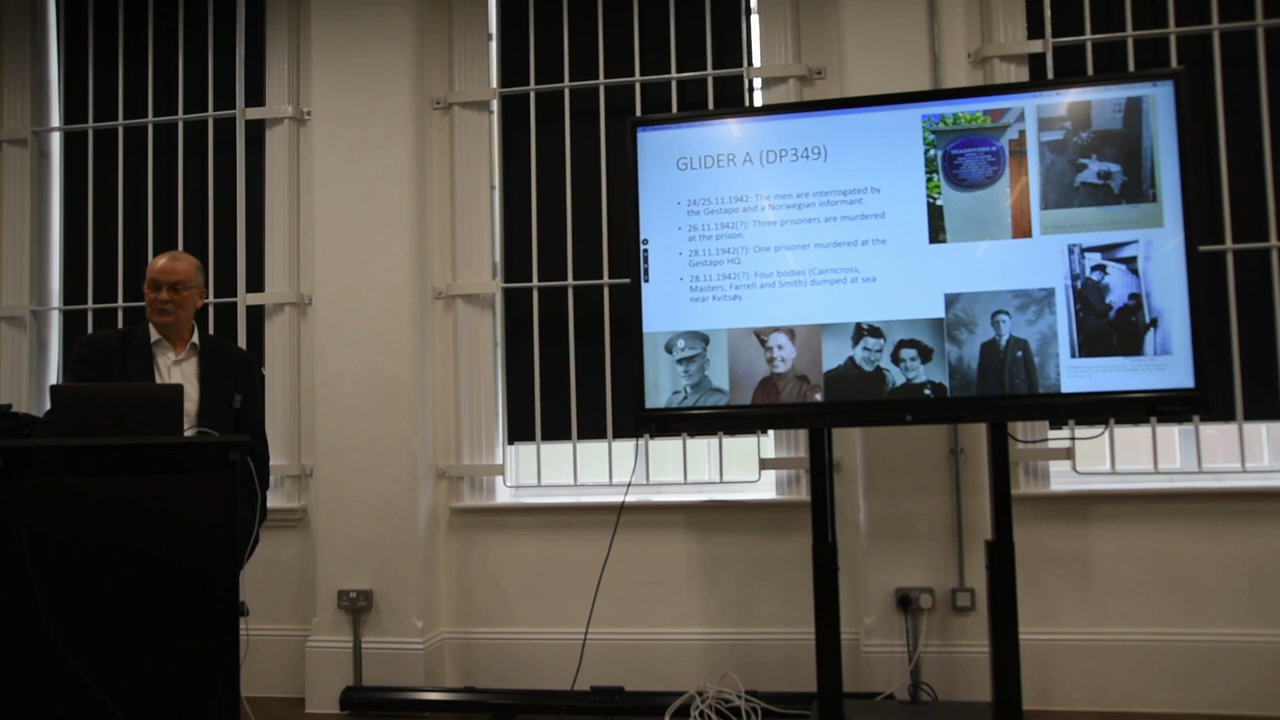 GLIDER A (DP349)
• 24/25.11.1942: The men are interrogated by
the Gestapo and a Norwegian informant.
• 26.11.1942(?): Three prisoners are murdered
at the prison.
• 28.11.1942(?): One prisoner murdered at the
Gestapo HQ.
• 28.11.1942(?): Four bodies (Cairncross,
Masters, Farrell and Smith) dumped at sea
near Kvitsøy.